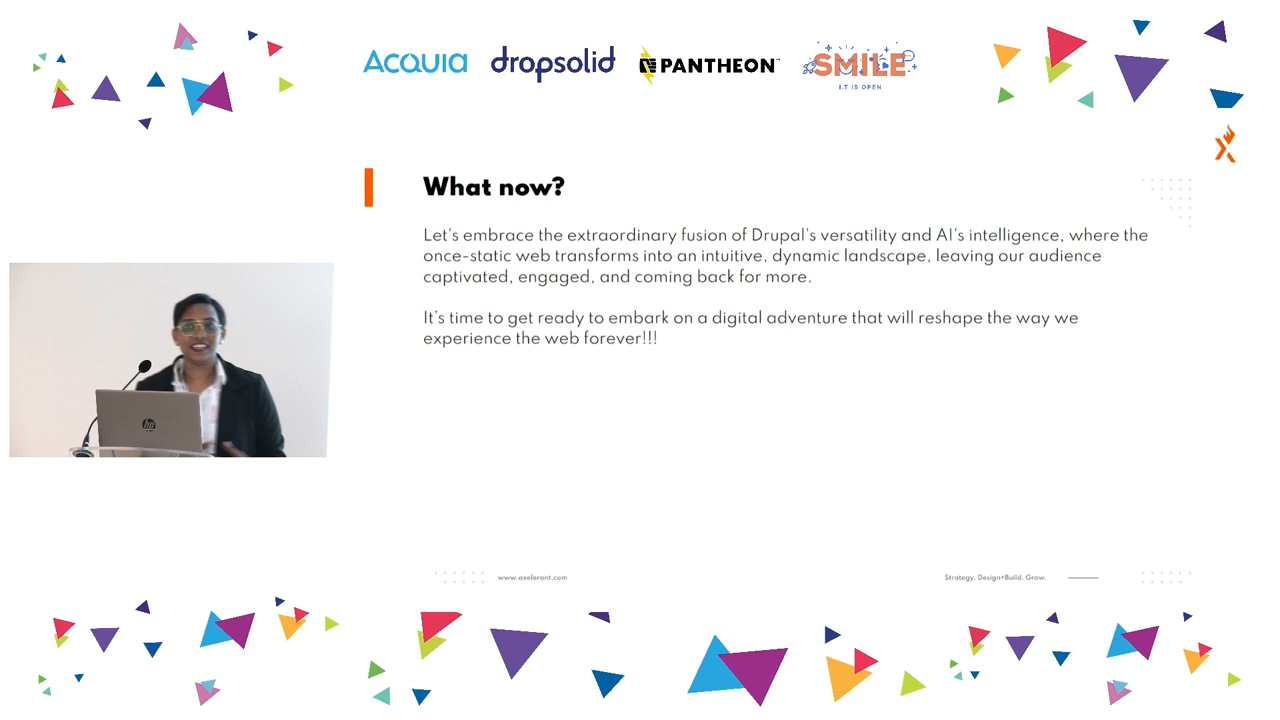 ACQUIA
dropsolid
PANTHEON
SMILE
I.T IS OPEN
What now?
Let's embrace the extraordinary fusion of Drupal's versatility and AI's intelligence, where the
once-static web transforms into an intuitive, dynamic landscape, leaving our audience
captivated, engaged, and coming back for more.
It's time to get ready to embark on a digital adventure that will reshape the way we
experience the web forever!!!
hp
www.axelerant.com
Strategy. Design+Build. Grow.